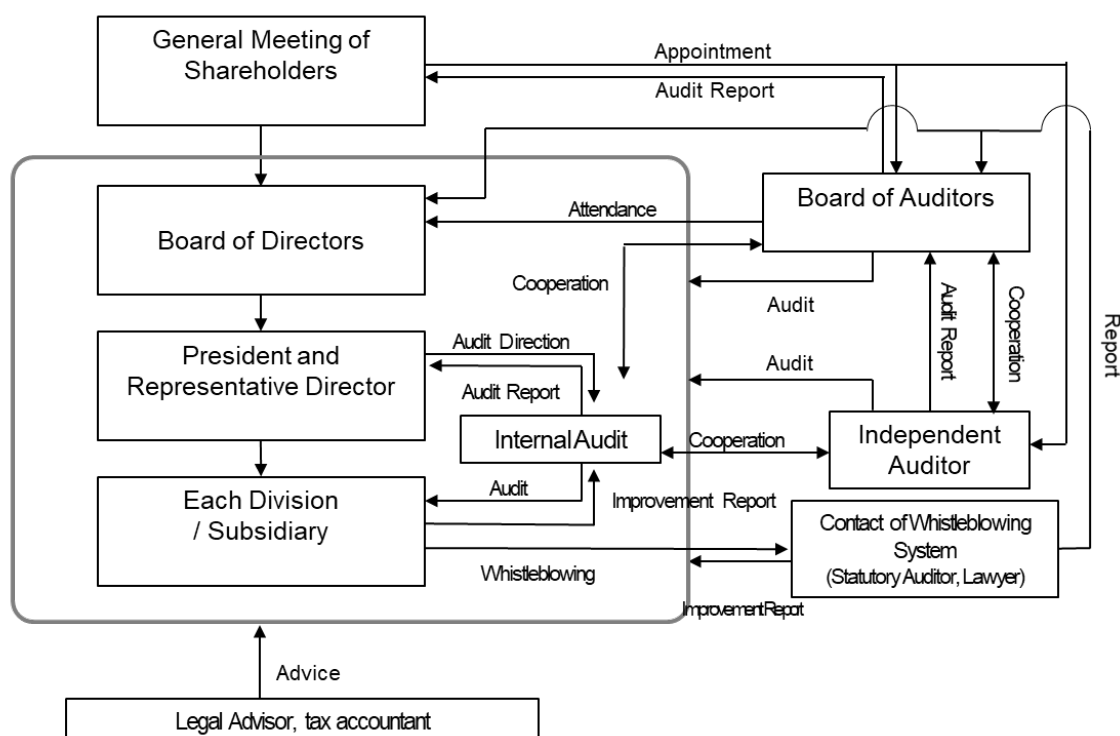 General Meeting of
Shareholders
Appointment
Audit Report
Board of Directors
Attendance
Board of Auditors
Cooperation
Audit
Audit Report
Cooperation
Report
President and
Representative Director
Audit Direction
Audit Report
Audit
Internal Audit
Cooperation
Independent
Auditor
Each Division
/ Subsidiary
Audit
Improvement Report
Whistleblowing
Contact of Whistleblowing
System
(Statutory Auditor, Lawyer)
Improvement Report
Advice
Legal Advisor, tax accountant